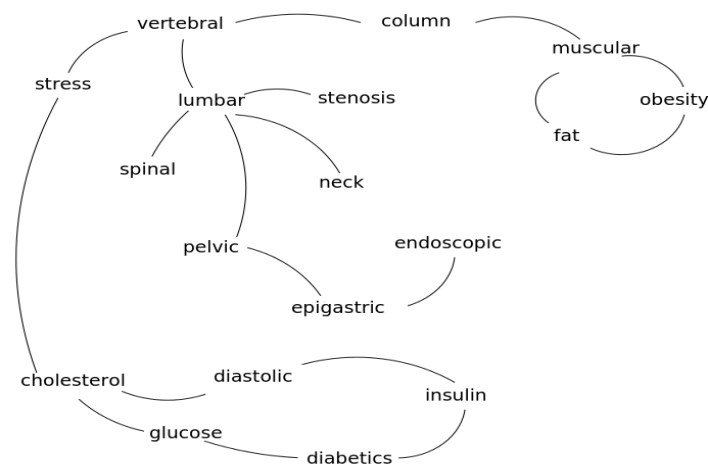 vertebral
column
muscular
stress
lumbar
stenosis
obesity
fat
spinal
neck
pelvic
endoscopic
epigastric
cholesterol
diastolic
insulin
glucose
diabetics